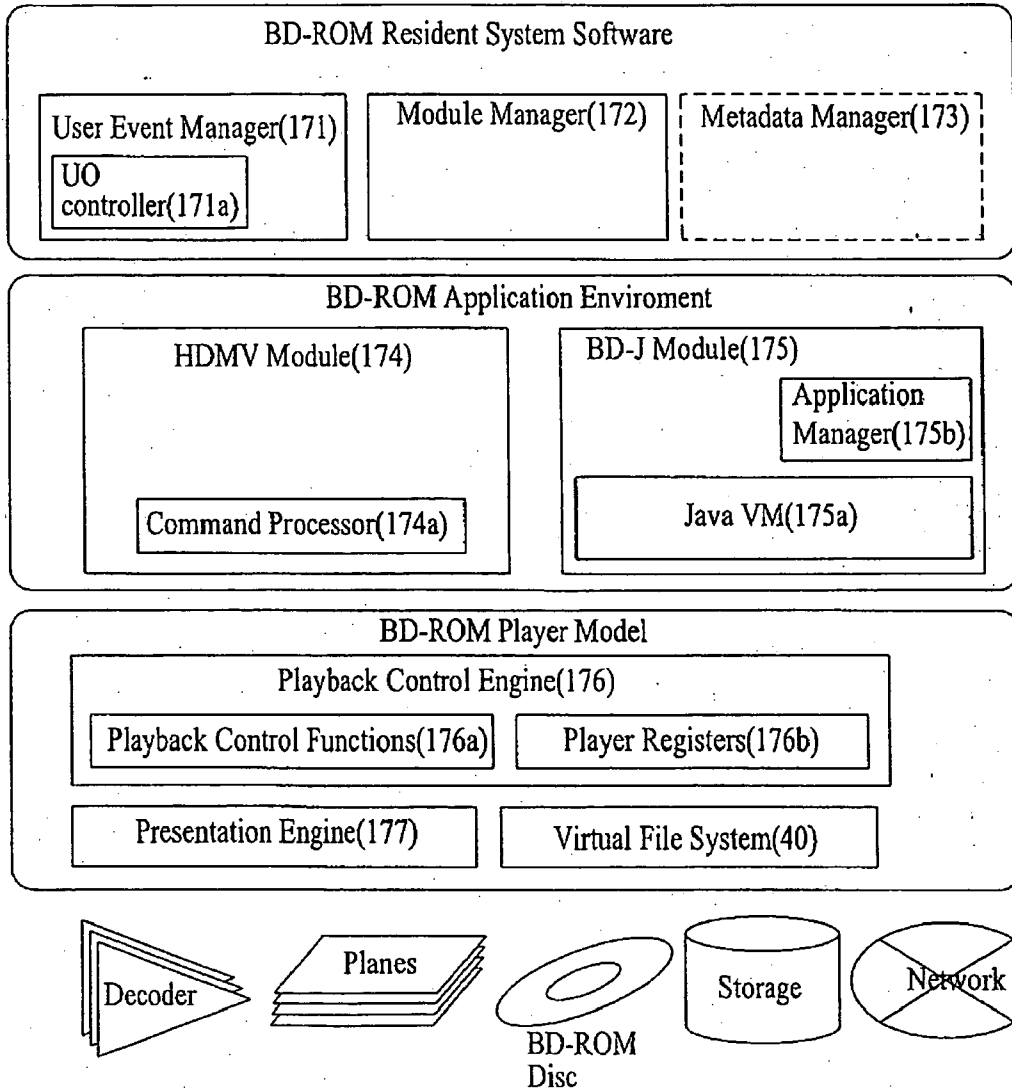 BD-ROM Resident System Software
User Event Manager(171)
UO
controller(171a)
Module Manager(172)
Metadata Manager(173)
BD-ROM Application Enviroment
HDMV Module(174)
Command Processor(174a)
BD-J Module(175)
Application
Manager(175b)
Java VM(175a)
BD-ROM Player Model
Playback Control Engine(176)
Playback Control Functions(176a)
Player Registers(176b)
Presentation Engine(177)
Virtual File System(40)
Decoder
Planes
BD-ROM
Disc
Storage
Network